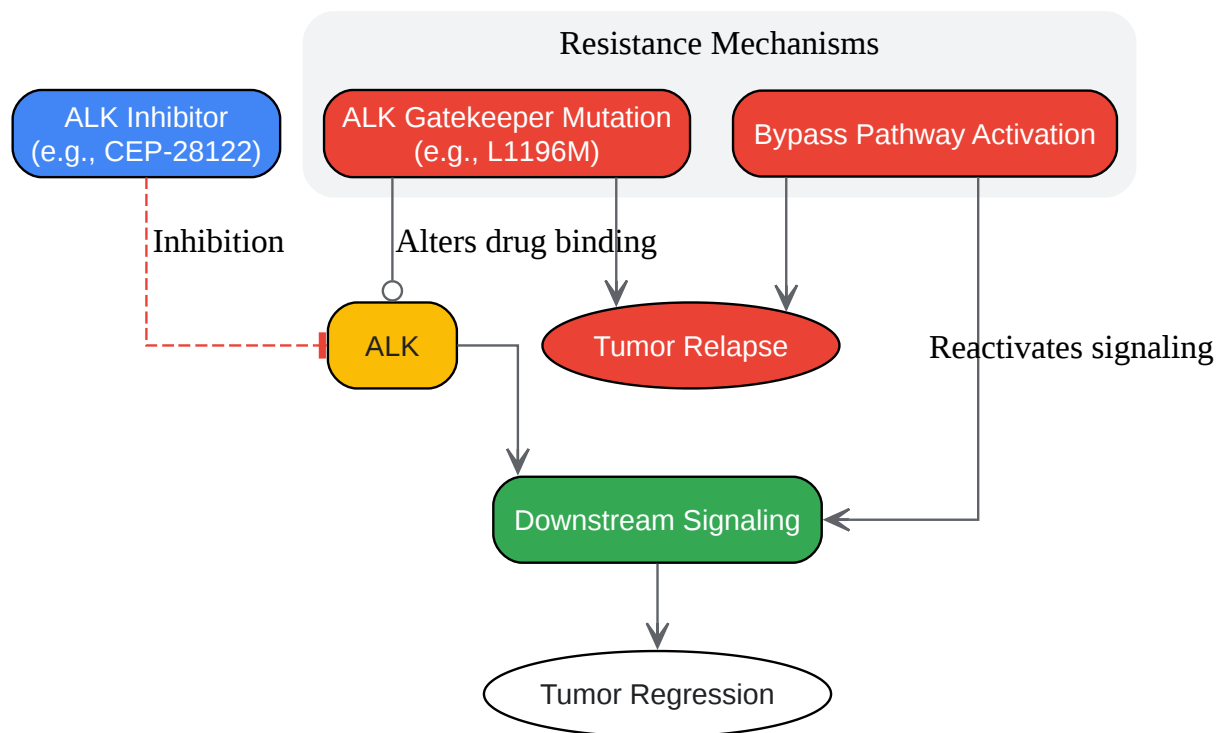 Resistance Mechanisms
ALK Inhibitor
(e.g., CEP-28122)
ALK Gatekeeper Mutation
(e.g., L1196M)
Bypass Pathway Activation
Inhibition
Alters drug binding
ALK
Tumor Relapse
Reactivates signaling
Downstream Signaling
Tumor Regression